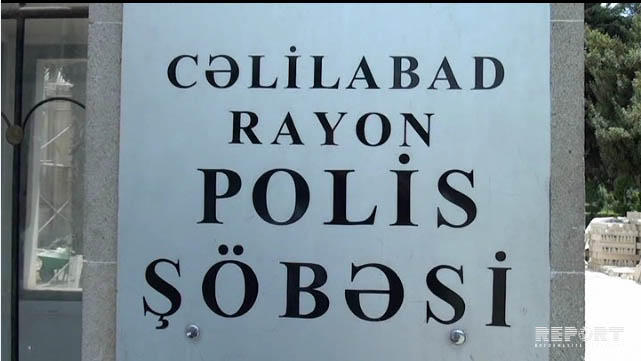 CƏLİLABAD
RAYON
POLİS
ŞÖBƏSİ
REPORT